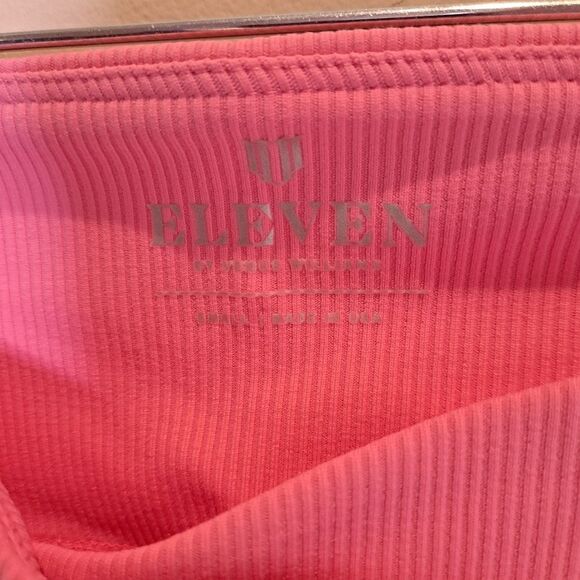 ELEVEN
BY VENUS WILLIAMS
SMALL | MADE IN USA